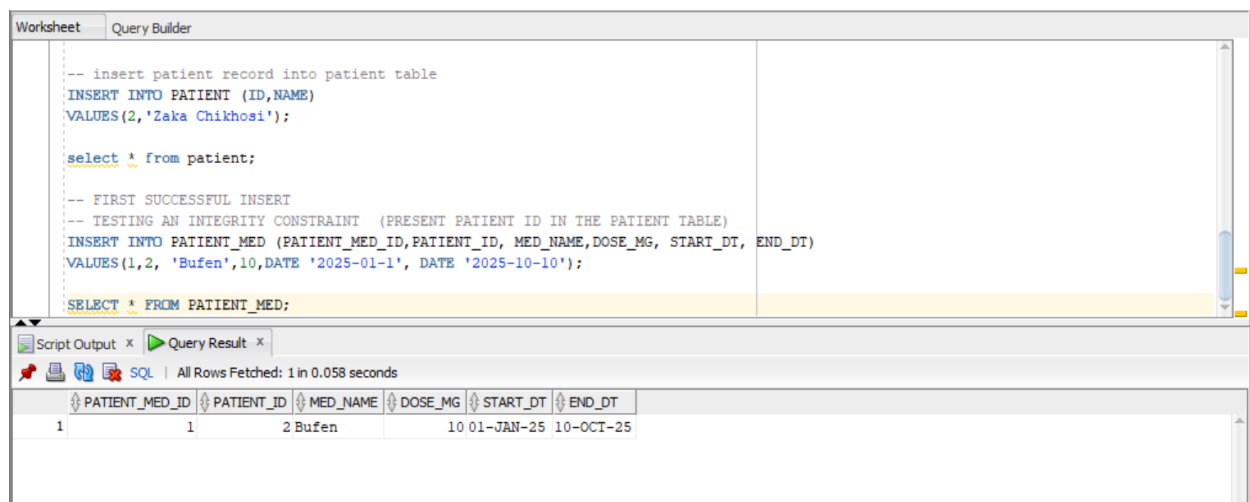 Worksheet Query Builder
-- insert patient record into patient table
INSERT INTO PATIENT (ID,NAME)
VALUES(2,'Zaka Chikhosi');
select * from patient;
-- FIRST SUCCESSFUL INSERT
-- TESTING AN INTEGRITY CONSTRAINT (PRESENT PATIENT ID IN THE PATIENT TABLE)
INSERT INTO PATIENT_MED (PATIENT_MED_ID,PATIENT_ID, MED_NAME,DOSE_MG, START_DT, END_DT)
VALUES(1,2, 'Bufen',10,DATE '2025-01-1', DATE '2025-10-10');
SELECT * FROM PATIENT_MED;
Script Output x Query Result x
SQL | All Rows Fetched: 1 in 0.058 seconds
PATIENT_MED_ID PATIENT_ID MED_NAME DOSE_MG START_DT END_DT
1 1 2 Bufen 10 01-JAN-25 10-OCT-25